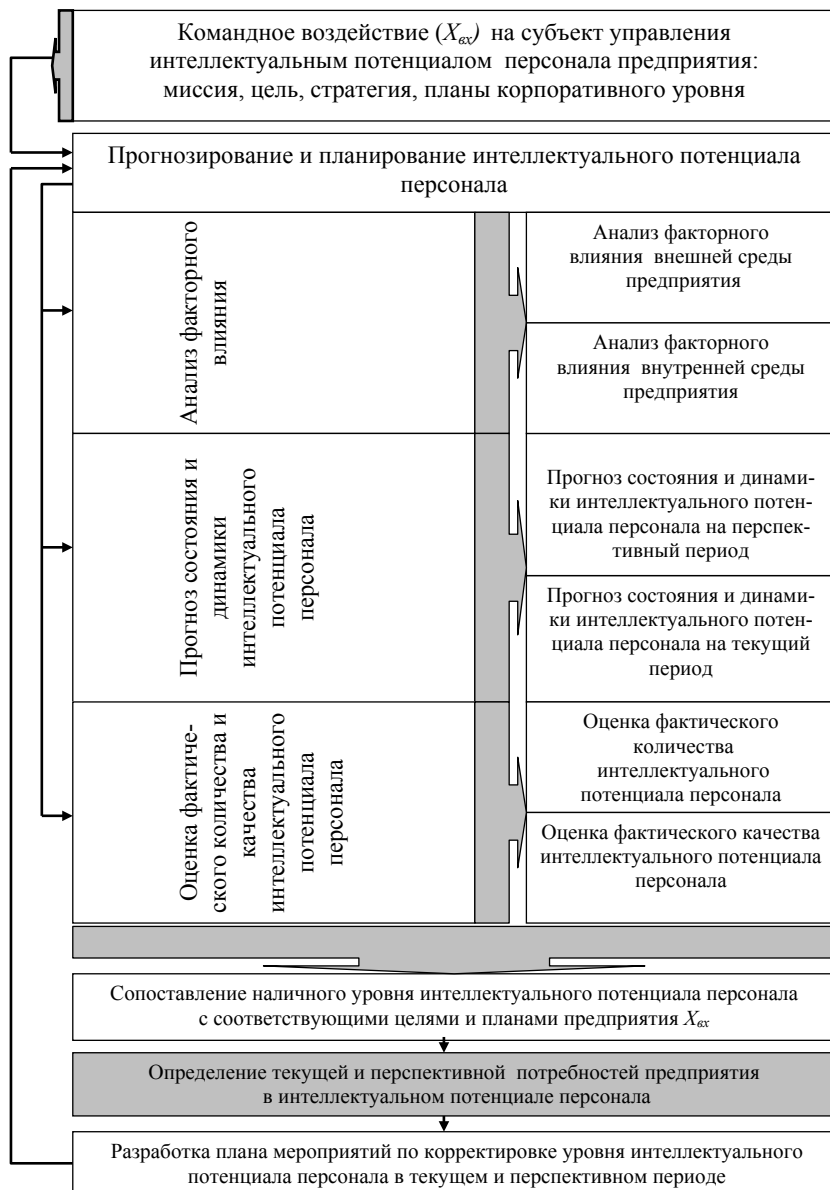 Командное воздействие (Xвх) на субъект управления
интеллектуальным потенциалом персонала предприятия:
миссия, цель, стратегия, планы корпоративного уровня
Прогнозирование и планирование интеллектуального потенциала
персонала
Анализ факторного
влияния
Анализ факторного
влияния внешней среды
предприятия
Анализ факторного
влияния внутренней среды
предприятия
Прогноз состояния и
динамики
интеллектуального
потенциала
персонала
Прогноз состояния и динами-
ки интеллектуального потен-
циала персонала на перспек-
тивный период
Прогноз состояния и динами-
ки интеллектуального потен-
циала персонала на текущий
период
Оценка фактиче-
ского количества и
качества
интеллектуального
потенциала
персонала
Оценка фактического
количества
интеллектуального
потенциала персонала
Оценка фактического качества
интеллектуального потенциала
персонала
Сопоставление наличного уровня интеллектуального потенциала персонала
с соответствующими целями и планами предприятия Xвх
Определение текущей и перспективной потребностей предприятия
в интеллектуальном потенциале персонала
Разработка плана мероприятий по корректировке уровня интеллектуального
потенциала персонала в текущем и перспективном периоде